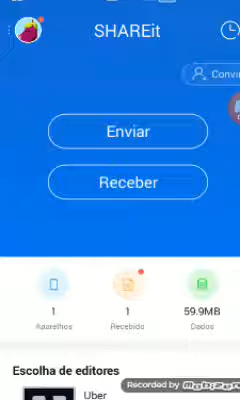 SHAREit
Convi
Enviar
Receber
1
1
59.9MB
Aparelhos
Recebido
Dados
Escolha de editores
Uber
Recorded by